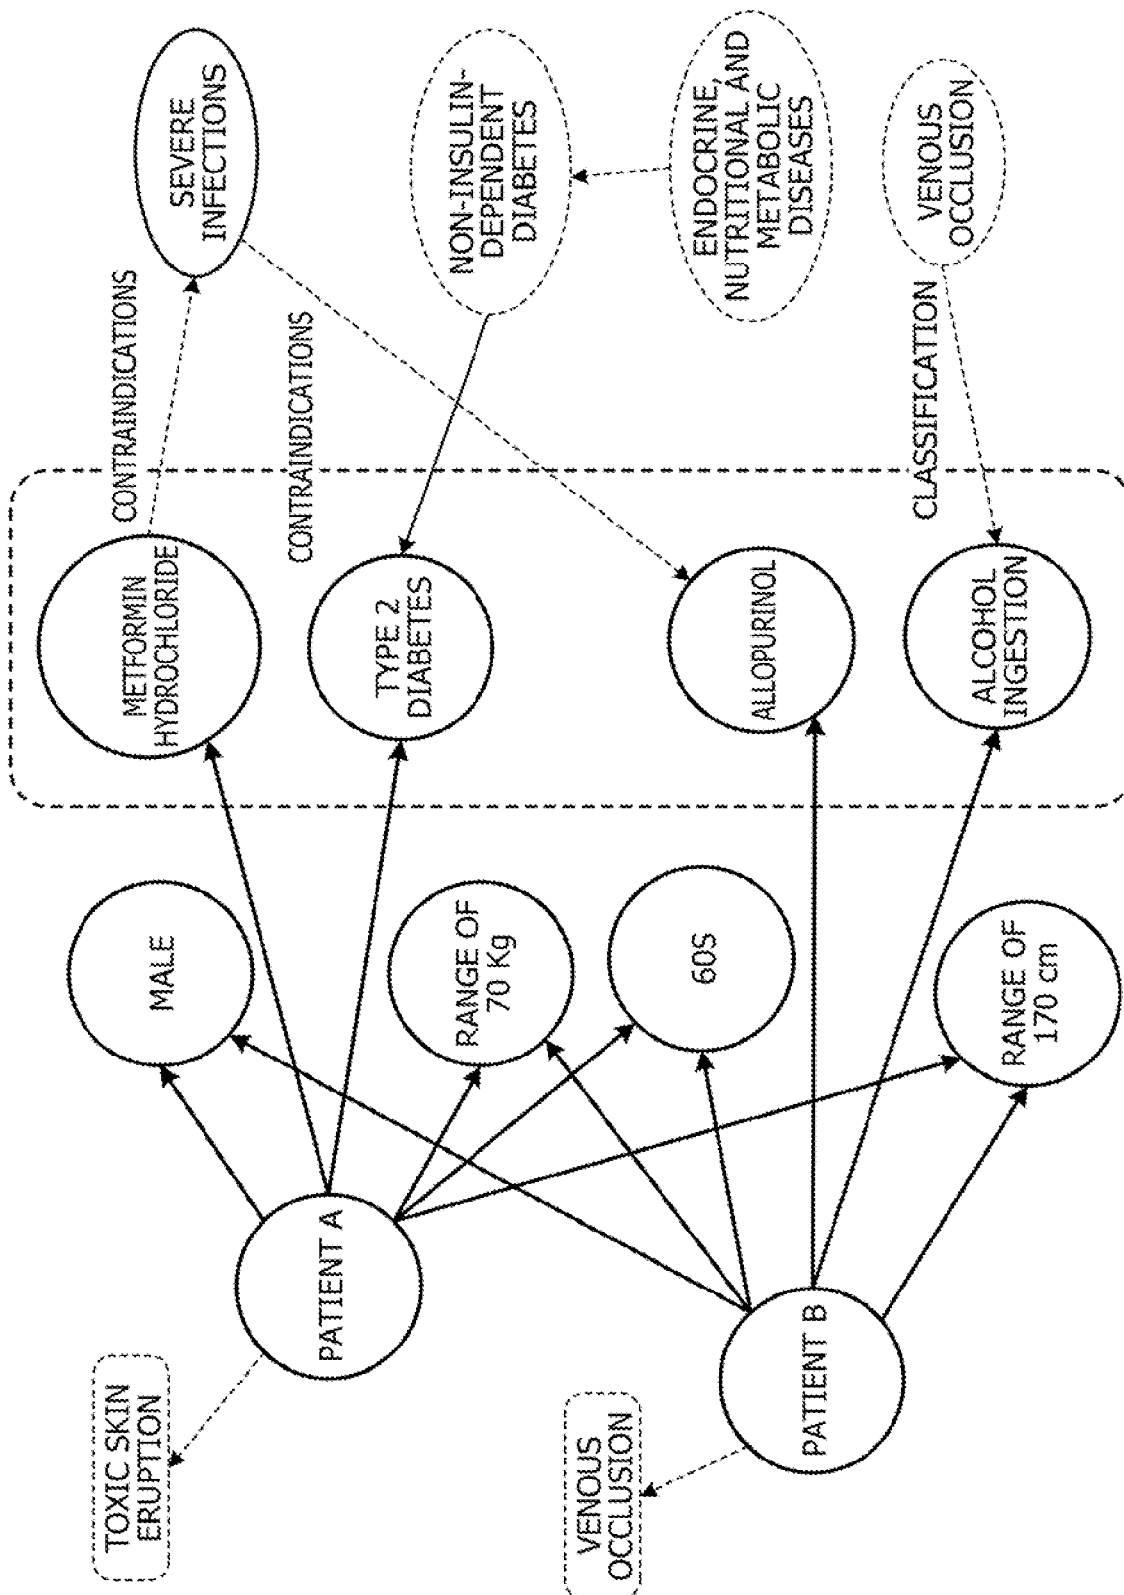 TOXIC SKIN
ERUPTION
PATIENT A
MALE
METFORMIN
HYDROCHLORIDE
CONTRAINDICATIONS
SEVERE
INFECTIONS
TYPE 2
DIABETES
CONTRAINDICATIONS
NON-INSULIN-
DEPENDENT
DIABETES
RANGE OF
70 Kg
VENOUS
OCCLUSION
PATIENT B
60S
ALLOPURINOL
ENDOCRINE,
NUTRITIONAL AND
METABOLIC
DISEASES
RANGE OF
170 cm
ALCOHOL
INGESTION
CLASSIFICATION
VENOUS
OCCLUSION